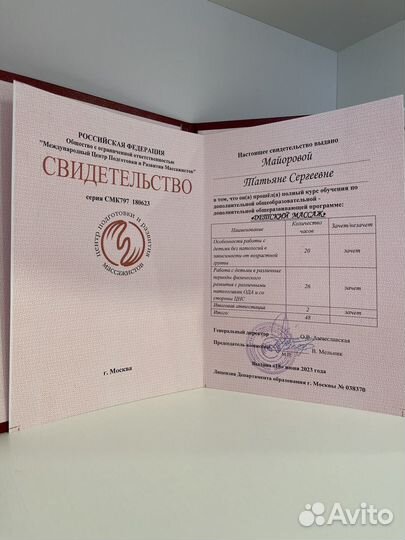 РОССИЙСКАЯ ФЕДЕРАЦИЯ
Общество с ограниченной ответственностью
"Международный Центр Подготовки и Развития Массажистов"
СВИДЕТЕЛЬСТВО
серия СМК797 180623
центр подготовки и развития
массажистов
г. Москва
Настоящее свидетельство выдано
Майоровой
Татьяне Сергеевне
в том, что он(а) прошёл(а) полный курс обучения по
дополнительной общеобразовательной -
дополнительной общеразвивающей программе:
«ДЕТСКИЙ МАССАЖ»
Наименование Количество часов Зачет/незачет
Особенности работы с
детьми без патологий в
зависимости от возрастной
группы
20 зачет
Работа с детьми в различные
периоды физического
развития с различными
патологиями ОДА и со
стороны ЦНС
26 зачет
Итоговая аттестация 2 зачет
Итого: 48
Генеральный директор О.В.
Председатель комиссии В. Мельник
М.П.
Выдана «18» июня 2023 года
Лицензия Департамента образования г. Москвы № 038370
Avito